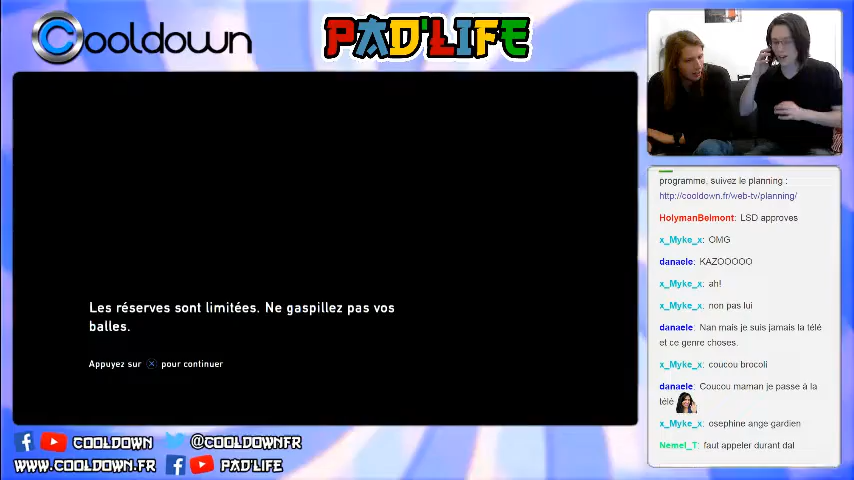 Cooldown
PAD'LIFE
programme, suivez le planning :
http://cooldown.fr/web-tv/planning/
HolymanBelmont: LSD approves
x_Myke_x: OMG
danaele: KAZOOOOO
x_Myke_x: ah!
x_Myke_x: non pas lui
danaele: Nan mais je suis jamais la télé
et ce genre choses.
x_Myke_x: coucou brocoli
danaele: Coucou maman je passe à la
télé
x_Myke_x: osephine ange gardien
Nemel_T: faut appeler durant dal
Les réserves sont limitées. Ne gaspillez pas vos
balles.
Appuyez sur ⓧ pour continuer
COOLDOWN @COOLDOWNFR
WWW.COOLDOWN.FR PAD'LIFE